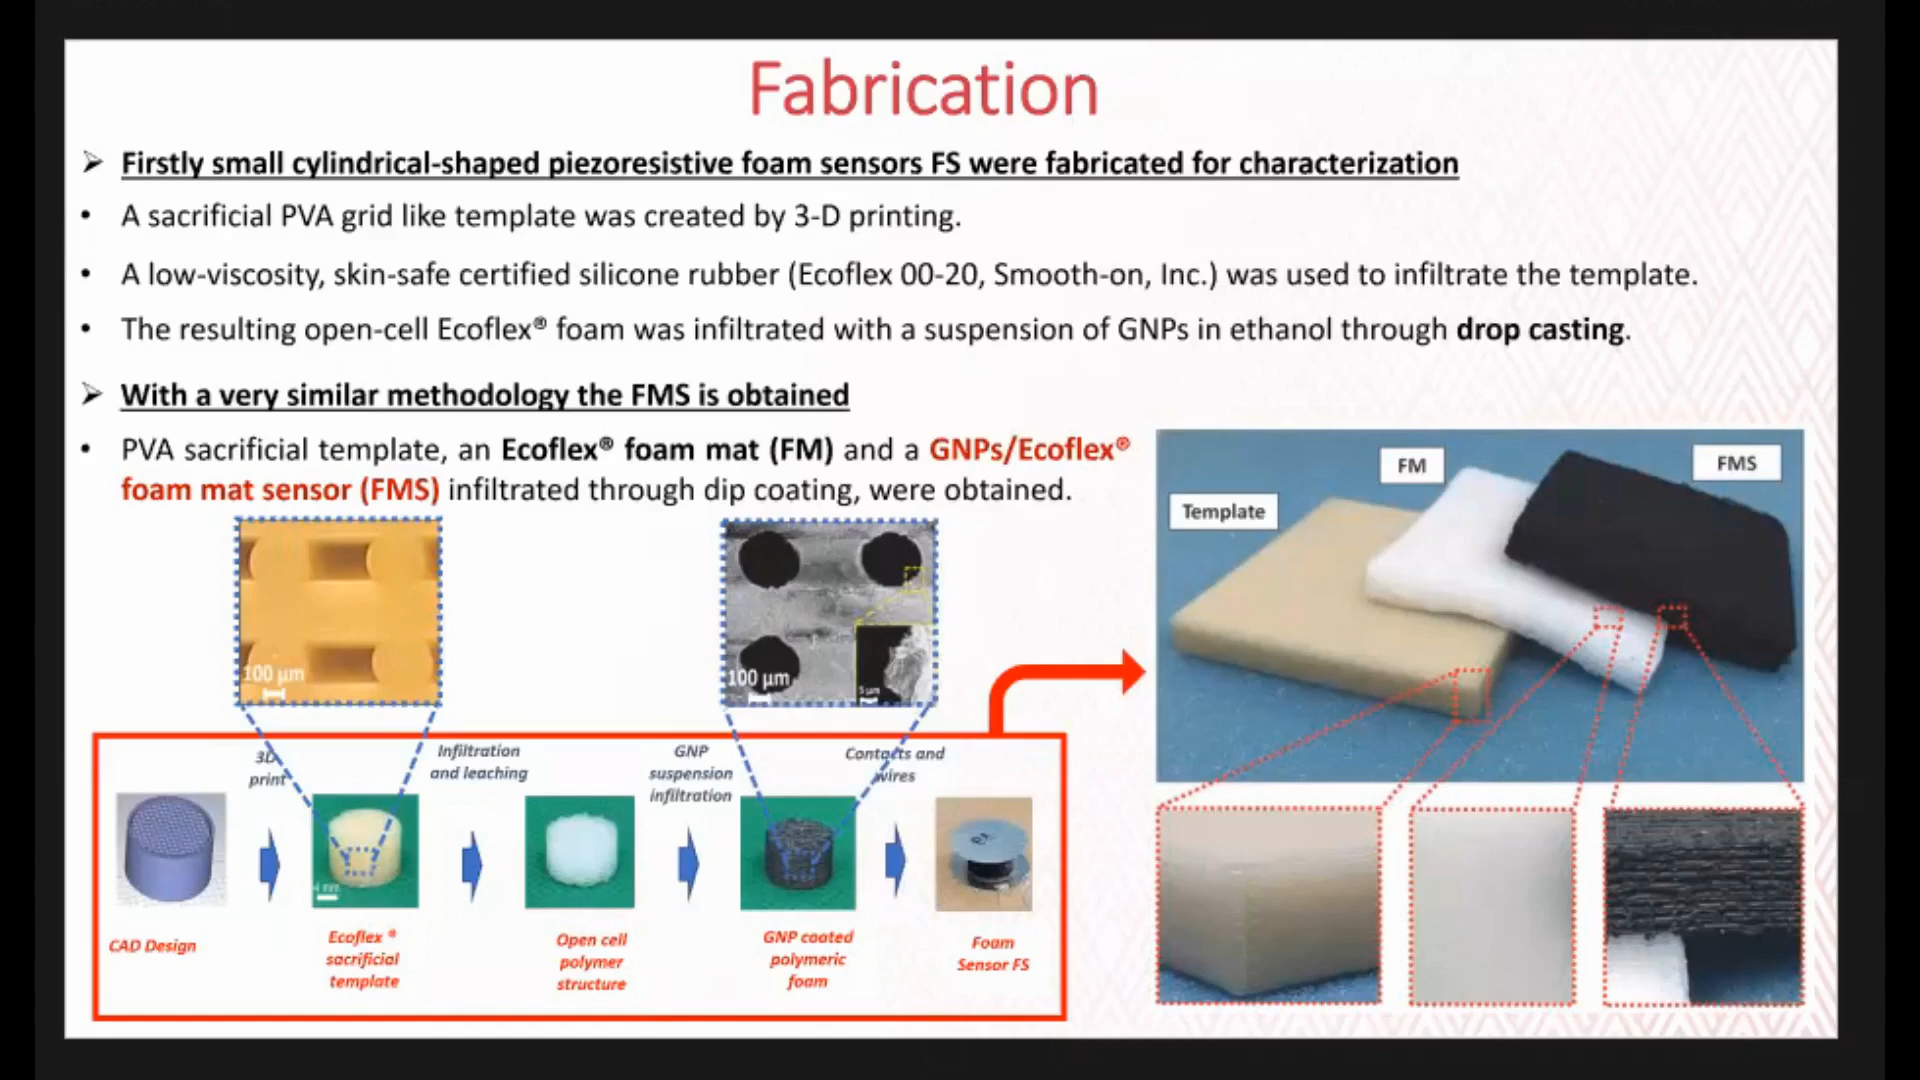 Fabrication
➤ Firstly small cylindrical-shaped piezoresistive foam sensors FS were fabricated for characterization
• A sacrificial PVA grid like template was created by 3-D printing.
• A low-viscosity, skin-safe certified silicone rubber (Ecoflex 00-20, Smooth-on, Inc.) was used to infiltrate the template.
• The resulting open-cell Ecoflex® foam was infiltrated with a suspension of GNPs in ethanol through drop casting.
➤ With a very similar methodology the FMS is obtained
• PVA sacrificial template, an Ecoflex® foam mat (FM) and a GNPs/Ecoflex®
foam mat sensor (FMS) infiltrated through dip coating, were obtained.
Template
FM
FMS
100 µm
100 µm
5 µm
3D
print
Infiltration
and leaching
GNP
suspension
infiltration
Contacts and
wires
4 mm
CAD Design
Ecoflex ®
sacrificial
template
Open cell
polymer
structure
GNP coated
polymeric
foam
Foam
Sensor FS